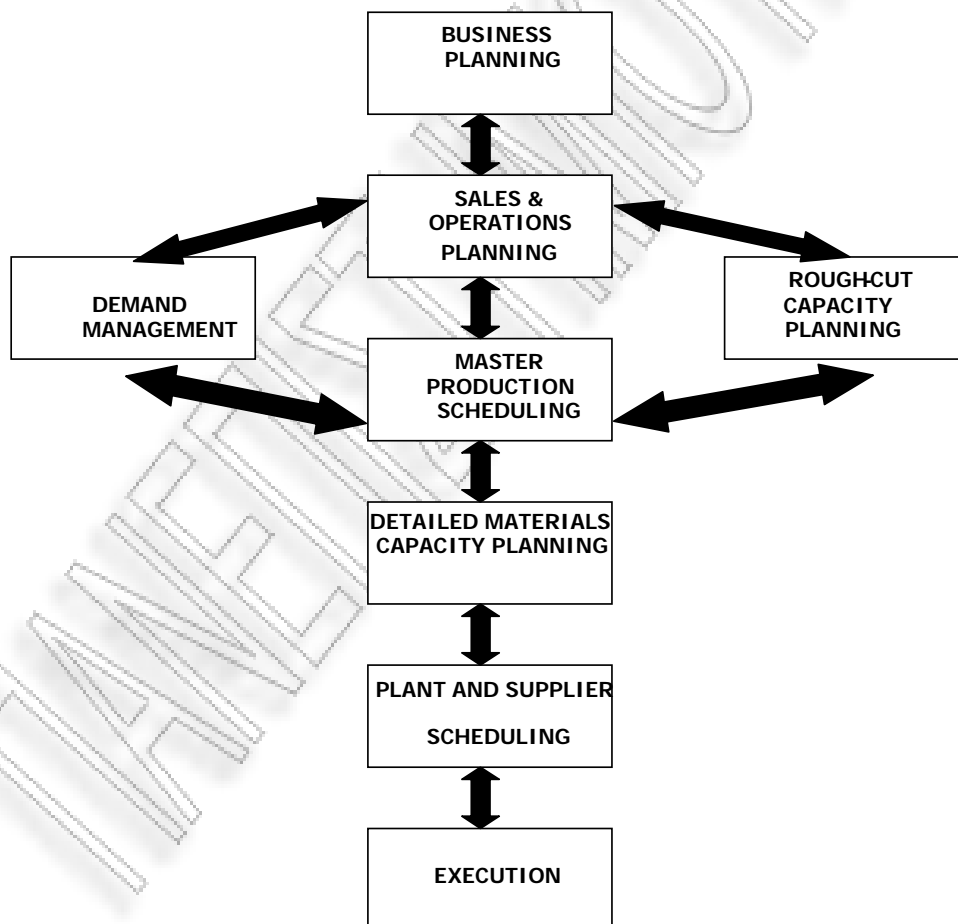 BUSINESS
PLANNING
SALES &
OPERATIONS
PLANNING
DEMAND
MANAGEMENT
ROUGH-CUT
CAPACITY
PLANNING
MASTER
PRODUCTION
SCHEDULING
DETAILED MATERIALS
CAPACITY PLANNING
PLANT AND SUPPLIER
SCHEDULING
EXECUTION